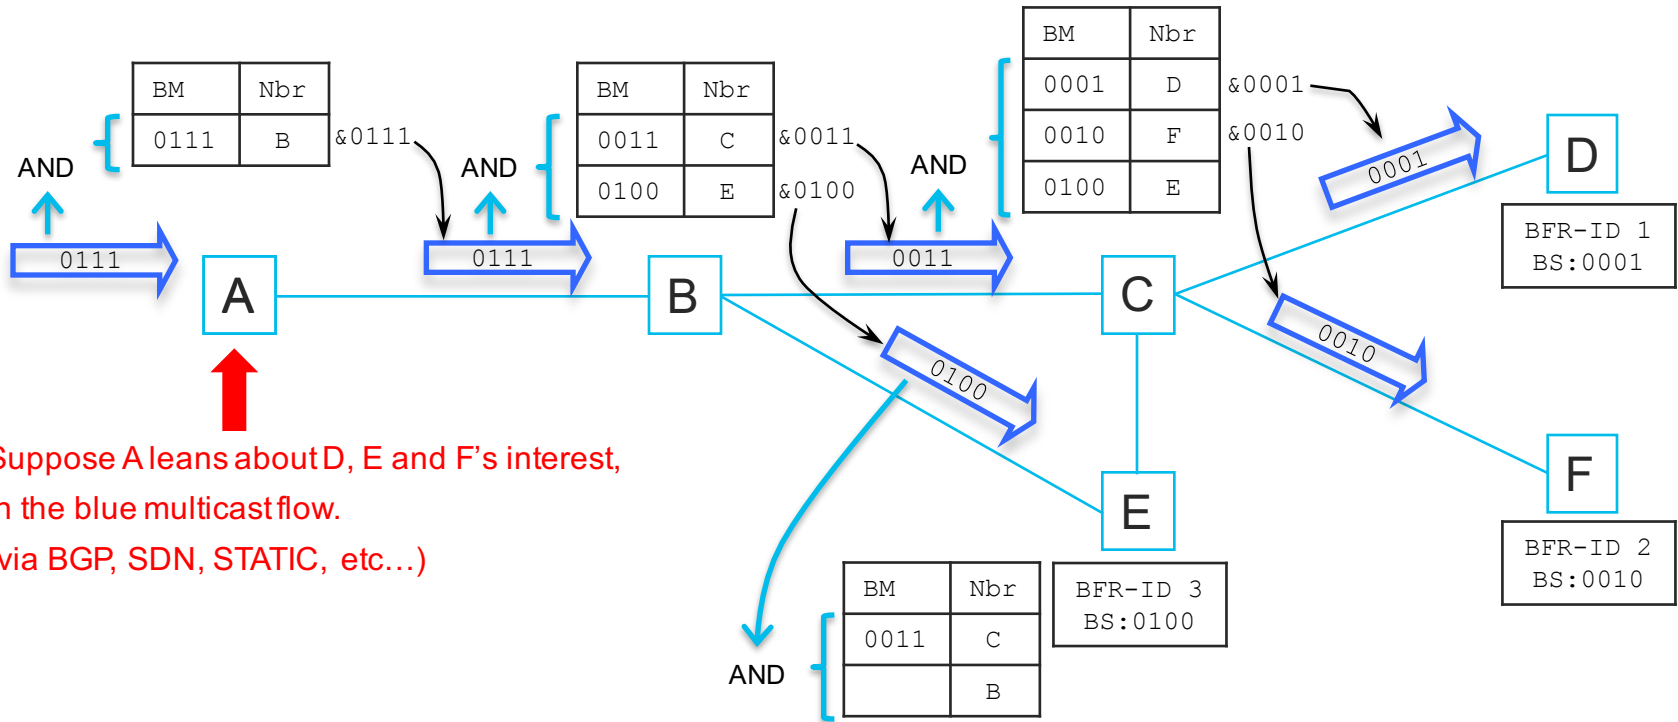 BM Nbr
0001 D &0001
0010 F &0010
0100 E
BM Nbr
0111 B &0111
BM Nbr
0011 C &0011
0100 E &0100
AND
AND
AND
0111
0111
0011
0001
D
BFR-ID 1
BS:0001
A
B
C
0010
0100
Suppose A leans about D, E and F's interest,
n the blue multicast flow.
via BGP, SDN, STATIC, etc...)
E
F
BFR-ID 2
BS:0010
BM Nbr
0011 C
B
BFR-ID 3
BS:0100
AND